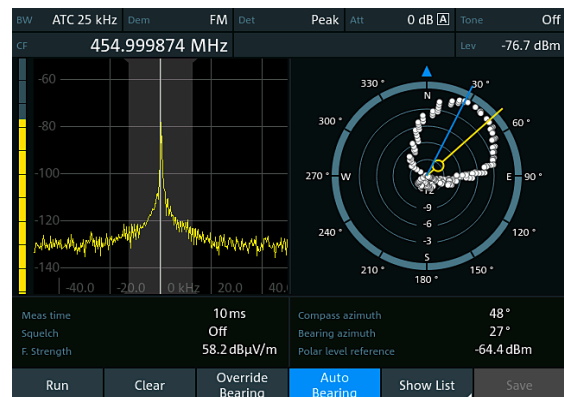 BW ATC 25 kHz Dem FM Det Peak Att 0 dB A Tone Off
CF 454.999874 MHz Lev -76.7 dBm
-60
-80
-100
-120
-140
-40.0 -20.0 0 kHz 20.0 40.
330° N 30°
300° 60°
270° W E 90°
-12
-9
-6
-3
240° 120°
210° S 150°
180°
Meas time 10 ms
Squelch Off
F. Strength 58.2 dBµV/m
Compass azimuth 48°
Bearing azimuth 27°
Polar level reference -64.4 dBm
Run Clear Override Bearing Auto Bearing Show List Save